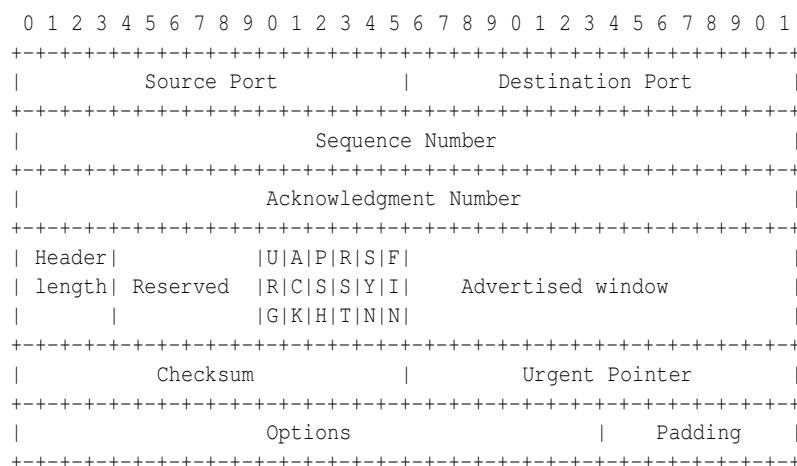 0 1 2 3 4 5 6 7 8 9 0 1 2 3 4 5 6 7 8 9 0 1 2 3 4 5 6 7 8 9 0 1
+-+-+-+-+-+-+-+-+-+-+-+-+-+-+-+-+-+-+-+-+-+-+-+-+-+-+-+-+-+-+-+-+
|          Source Port          |       Destination Port        |
+-+-+-+-+-+-+-+-+-+-+-+-+-+-+-+-+-+-+-+-+-+-+-+-+-+-+-+-+-+-+-+-+
|                        Sequence Number                        |
+-+-+-+-+-+-+-+-+-+-+-+-+-+-+-+-+-+-+-+-+-+-+-+-+-+-+-+-+-+-+-+-+
|                    Acknowledgment Number                      |
+-+-+-+-+-+-+-+-+-+-+-+-+-+-+-+-+-+-+-+-+-+-+-+-+-+-+-+-+-+-+-+-+
| Header|           |U|A|P|R|S|F|                               |
| length| Reserved  |R|C|S|S|Y|I|    Advertised window          |
|       |           |G|K|H|T|N|N|                               |
+-+-+-+-+-+-+-+-+-+-+-+-+-+-+-+-+-+-+-+-+-+-+-+-+-+-+-+-+-+-+-+-+
|           Checksum            |         Urgent Pointer        |
+-+-+-+-+-+-+-+-+-+-+-+-+-+-+-+-+-+-+-+-+-+-+-+-+-+-+-+-+-+-+-+-+
|                    Options                    |    Padding    |
+-+-+-+-+-+-+-+-+-+-+-+-+-+-+-+-+-+-+-+-+-+-+-+-+-+-+-+-+-+-+-+-+